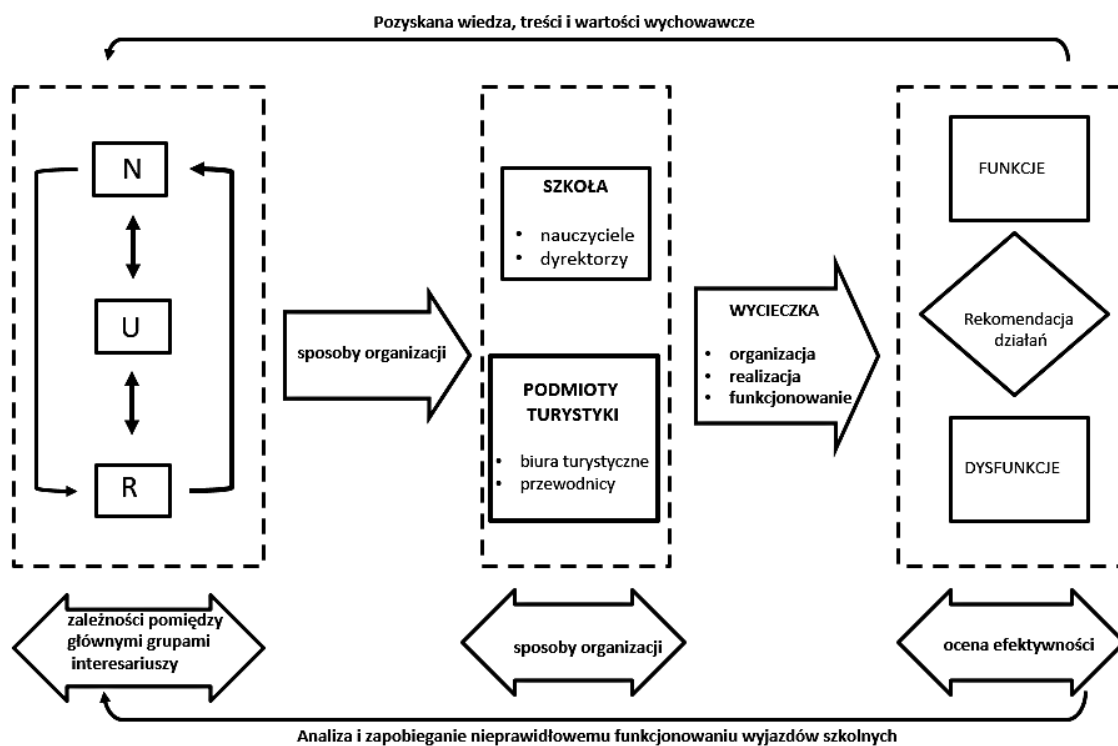 Pozyskana wiedza, treści i wartości wychowawcze
N
U
R
sposoby organizacji
SZKOŁA
• nauczyciele
• dyrektorzy
PODMIOTY
TURYSTYKI
• biura turystyczne
• przewodnicy
WYCIECZKA
• organizacja
• realizacja
• funkcjonowanie
FUNKCJE
Rekomendacja
działań
DYSFUNKCJE
zależności pomiędzy
głównymi grupami
interesariuszy
sposoby organizacji
ocena efektywności
Analiza i zapobieganie nieprawidłowemu funkcjonowaniu wyjazdów szkolnych